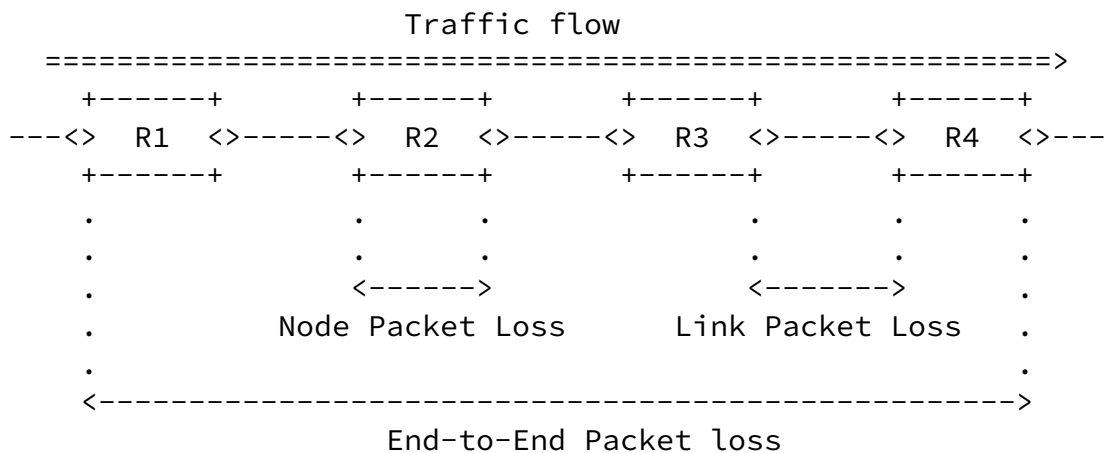 Traffic flow
========================================================>
+------+ +------+ +------+ +------+
---<> R1 <>-----<> R2 <>-----<> R3 <>-----<> R4 <>---
+------+ +------+ +------+ +------+
. . . . . .
. . . . . .
. <------> <-------> .
. Node Packet Loss Link Packet Loss .
. .
<--------------------------------------------------->
End-to-End Packet loss